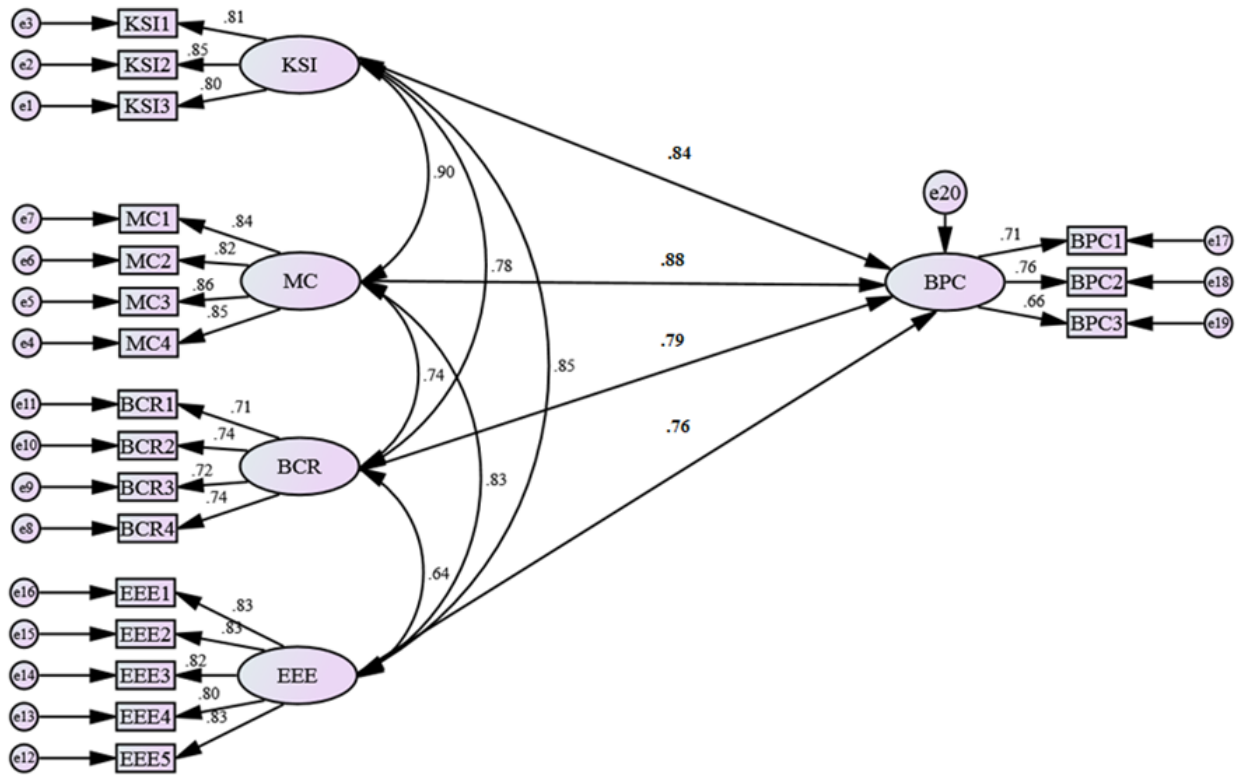 e3 KSI1 .81
e2 KSI2 .85 KSI
e1 KSI3 .80
.84
.90
e20
e7 MC1 .84
.71 BPC1 e17
e6 MC2 .82
.78
.88
MC
BPC
.76 BPC2 e18
e5 MC3 .86
e4 MC4 .85
.66 BPC3 e19
.79
.74
.85
e11 BCR1 .71
.76
e10 BCR2 .74
BCR
e9 BCR3 .72
.83
e8 BCR4 .74
.64
e16 EEE1 .83
e15 EEE2 .83
e14 EEE3 .82 EEE
e13 EEE4 .80
e12 EEE5 .83